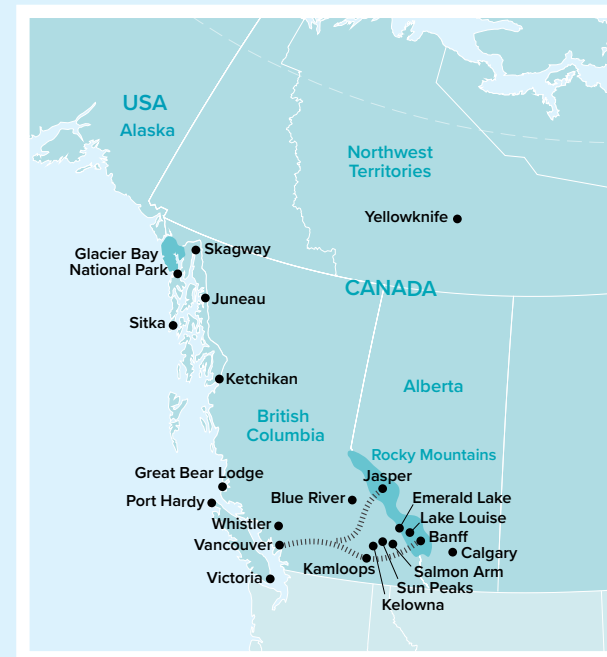 USA
Alaska
Northwest
Territories
Yellowknife
Glacier Bay
National Park
Skagway
CANADA
Juneau
Sitka
Ketchikan
Alberta
British
Columbia
Rocky Mountains
Great Bear Lodge
Jasper
Port Hardy
Blue River
Emerald Lake
Lake Louise
Whistler
Banff
Vancouver
Calgary
Kamloops
Salmon Arm
Victoria
Sun Peaks
Kelowna